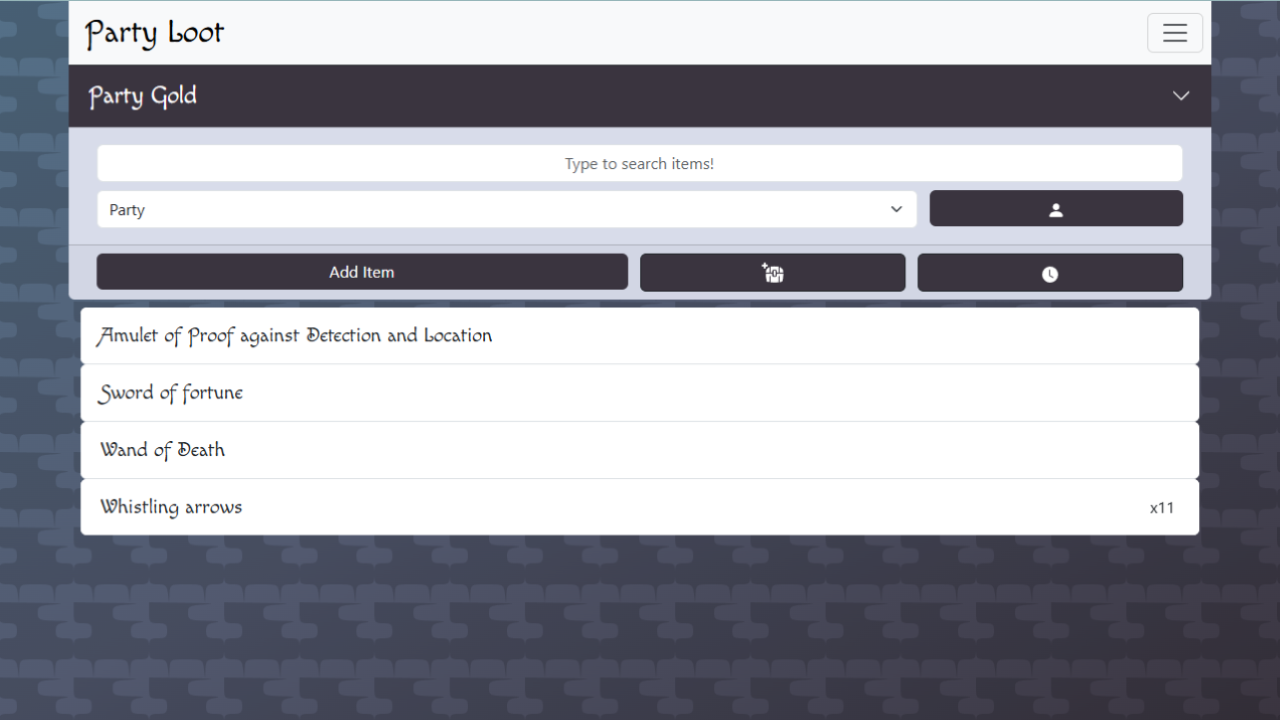 Party Loot
Party Gold
Type to search items!
Party
Add Item
Amulet of Proof against Detection and Location
Sword of fortune
Wand of Death
Whistling arrows x11